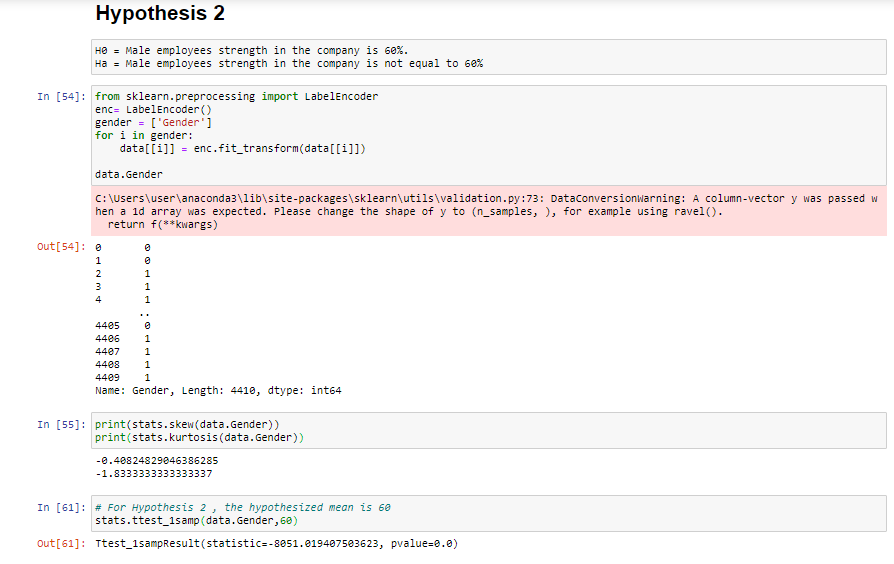 Hypothesis 2
H0 = Male employees strength in the company is 60%.
Ha = Male employees strength in the company is not equal to 60%
In [54]: from sklearn.preprocessing import LabelEncoder
enc= LabelEncoder()
gender = ['Gender']
for i in gender:
    data[[i]] = enc.fit_transform(data[[i]])
data.Gender
C:\Users\user\anaconda3\lib\site-packages\sklearn\utils\validation.py:73: DataConversionWarning: A column-vector y was passed w
hen a 1d array was expected. Please change the shape of y to (n_samples, ), for example using ravel().
  return f(**kwargs)
Out[54]: 0       0
1       0
2       1
3       1
4       1
       ..
4405    0
4406    1
4407    1
4408    1
4409    1
Name: Gender, Length: 4410, dtype: int64
In [55]: print(stats.skew(data.Gender))
print(stats.kurtosis(data.Gender))
-0.40824829046386285
-1.8333333333333337
In [61]: # For Hypothesis 2 , the hypothesized mean is 60
stats.ttest_1samp(data.Gender,60)
Out[61]: Ttest_1sampResult(statistic=-8051.019407503623, pvalue=0.0)